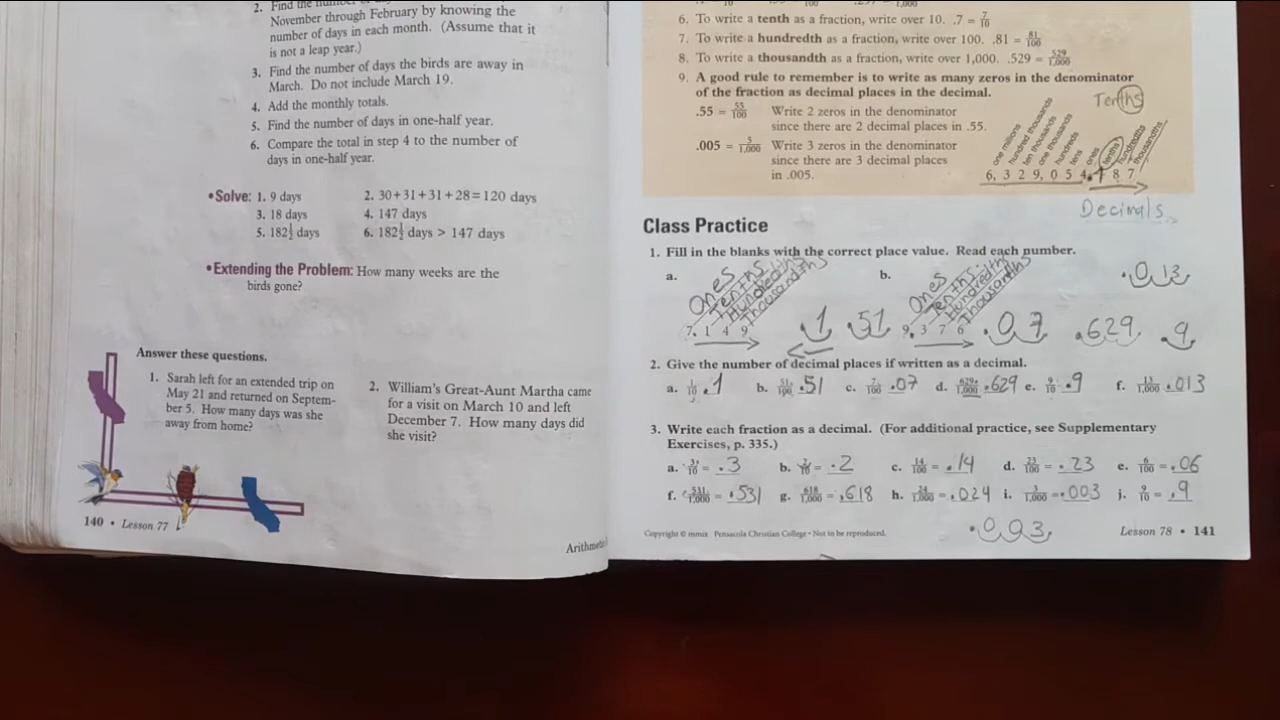 2. Find the number of
November through February by knowing the
number of days in each month. (Assume that it
is not a leap year.)
3. Find the number of days the birds are away in
March. Do not include March 19.
4. Add the monthly totals.
5. Find the number of days in one-half year.
6. Compare the total in step 4 to the number of
days in one-half year.
•Solve: 1. 9 days 2. 30+31+31+28=120 days
3. 18 days 4. 147 days
5. 182½ days 6. 182½ days > 147 days
•Extending the Problem: How many weeks are the
birds gone?
Answer these questions.
1. Sarah left for an extended trip on
May 21 and returned on Septem-
ber 5. How many days was she
away from home?
2. William's Great-Aunt Martha came
for a visit on March 10 and left
December 7. How many days did
she visit?
140 • Lesson 77
Arithmetic
6. To write a tenth as a fraction, write over 10. .7 = 7/10
7. To write a hundredth as a fraction, write over 100. .81 = 81/100
8. To write a thousandth as a fraction, write over 1,000. .529 = 529/1,000
9. A good rule to remember is to write as many zeros in the denominator
of the fraction as decimal places in the decimal.
.55 = 55/100 Write 2 zeros in the denominator
since there are 2 decimal places in .55.
.005 = 5/1,000 Write 3 zeros in the denominator
since there are 3 decimal places
in .005.
Tenths
one millions
hundred thousands
ten thousands
one thousands
hundreds
tens
ones
tenths
hundredths
thousandths
6, 3 2 9, 0 5 4. 1 8 7
Decimals
Class Practice
1. Fill in the blanks with the correct place value. Read each number.
a. b.
.013
Ones
Tenths
Hundredths
Thousandths
7. 1 4 9
.1 .51
Ones
Tenths
Hundredths
Thousandths
9. 3 7 6
.07 .629 .9
2. Give the number of decimal places if written as a decimal.
a. 1/10 .1 b. 51/100 .51 c. 7/100 .07 d. 629/1,000 .629 e. 9/10 .9 f. 13/1,000 .013
3. Write each fraction as a decimal. (For additional practice, see Supplementary
Exercises, p. 335.)
a. 3/10 = .3 b. 2/10 = .2 c. 14/100 = .14 d. 23/100 = .23 e. 6/100 = .06
f. 531/1,000 = .531 g. 618/1,000 = .618 h. 24/1,000 = .024 i. 3/1,000 = .003 j. 9/10 = .9
.003
Copyright © mmix Pensacola Christian College • Not to be reproduced.
Lesson 78 • 141